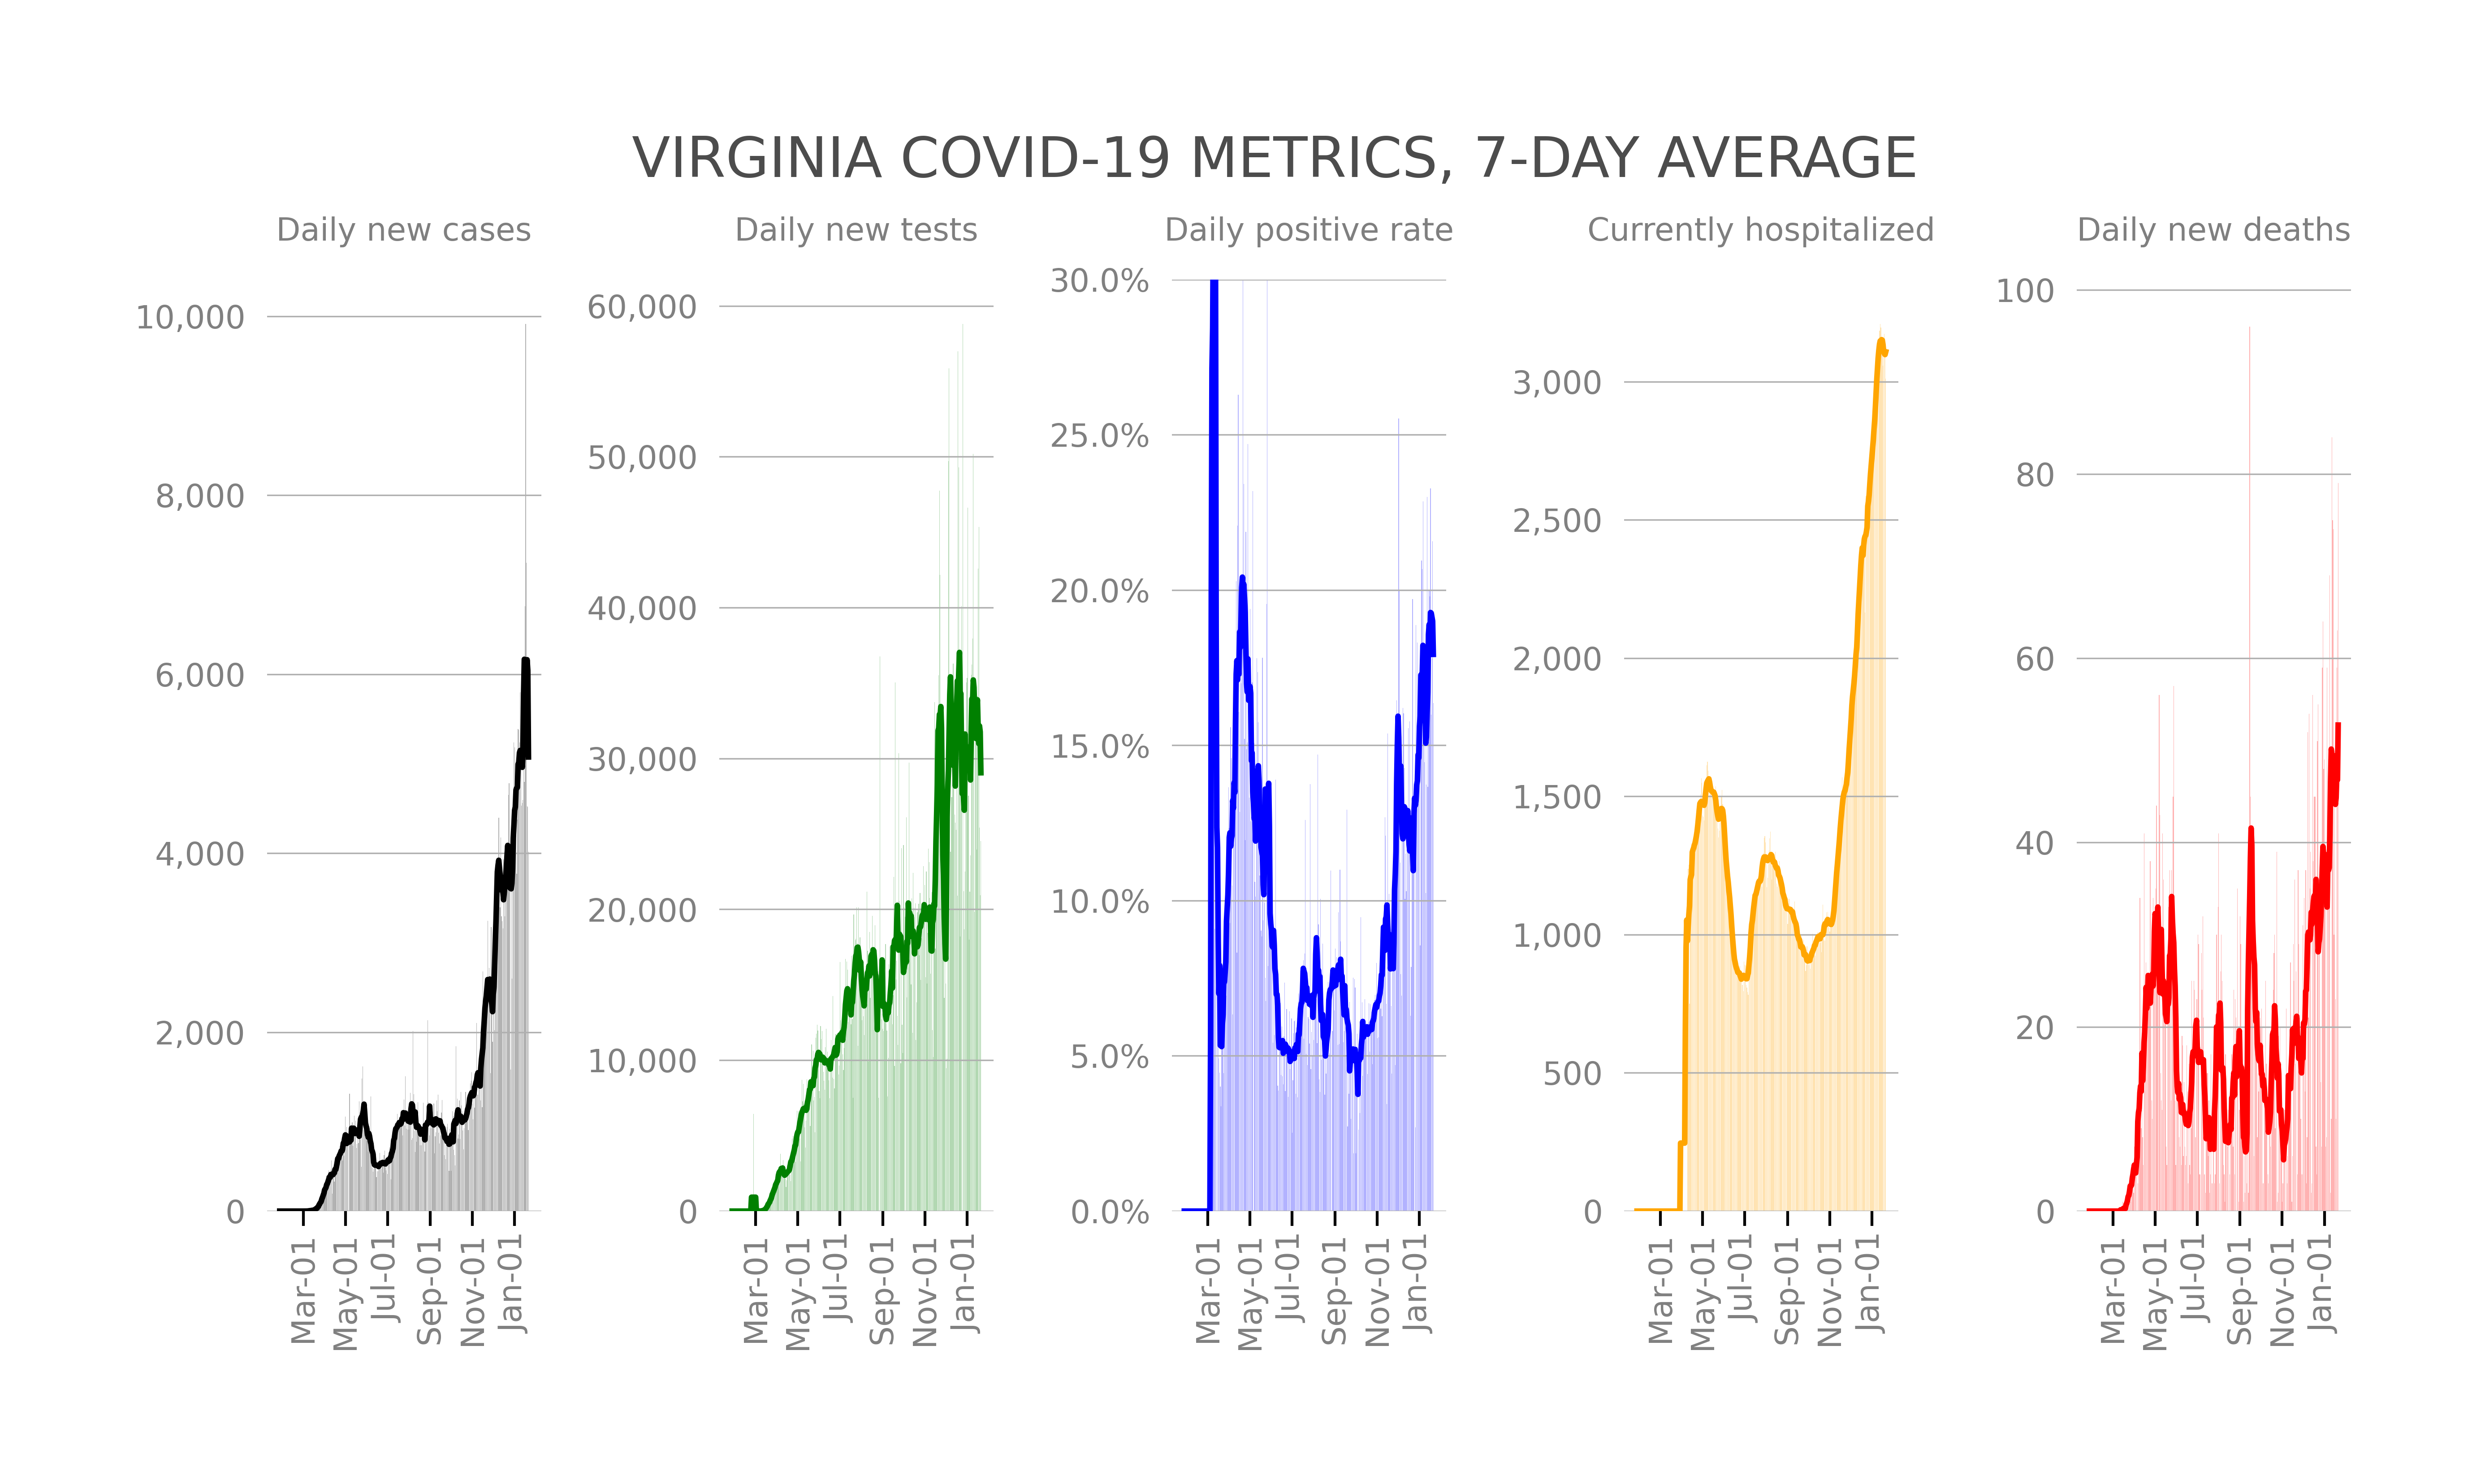 VIRGINIA COVID-19 METRICS, 7-DAY AVERAGE
Daily new cases
10,000
8,000
6,000
4,000
2,000
0
Mar-01
May-01
Jul-01
Sep-01
Nov-01
Jan-01
Daily new tests
60,000
50,000
40,000
30,000
20,000
10,000
0
Mar-01
May-01
Jul-01
Sep-01
Nov-01
Jan-01
Daily positive rate
30.0%
25.0%
20.0%
15.0%
10.0%
5.0%
0.0%
Mar-01
May-01
Jul-01
Sep-01
Nov-01
Jan-01
Currently hospitalized
3,000
2,500
2,000
1,500
1,000
500
0
Mar-01
May-01
Jul-01
Sep-01
Nov-01
Jan-01
Daily new deaths
100
80
60
40
20
0
Mar-01
May-01
Jul-01
Sep-01
Nov-01
Jan-01